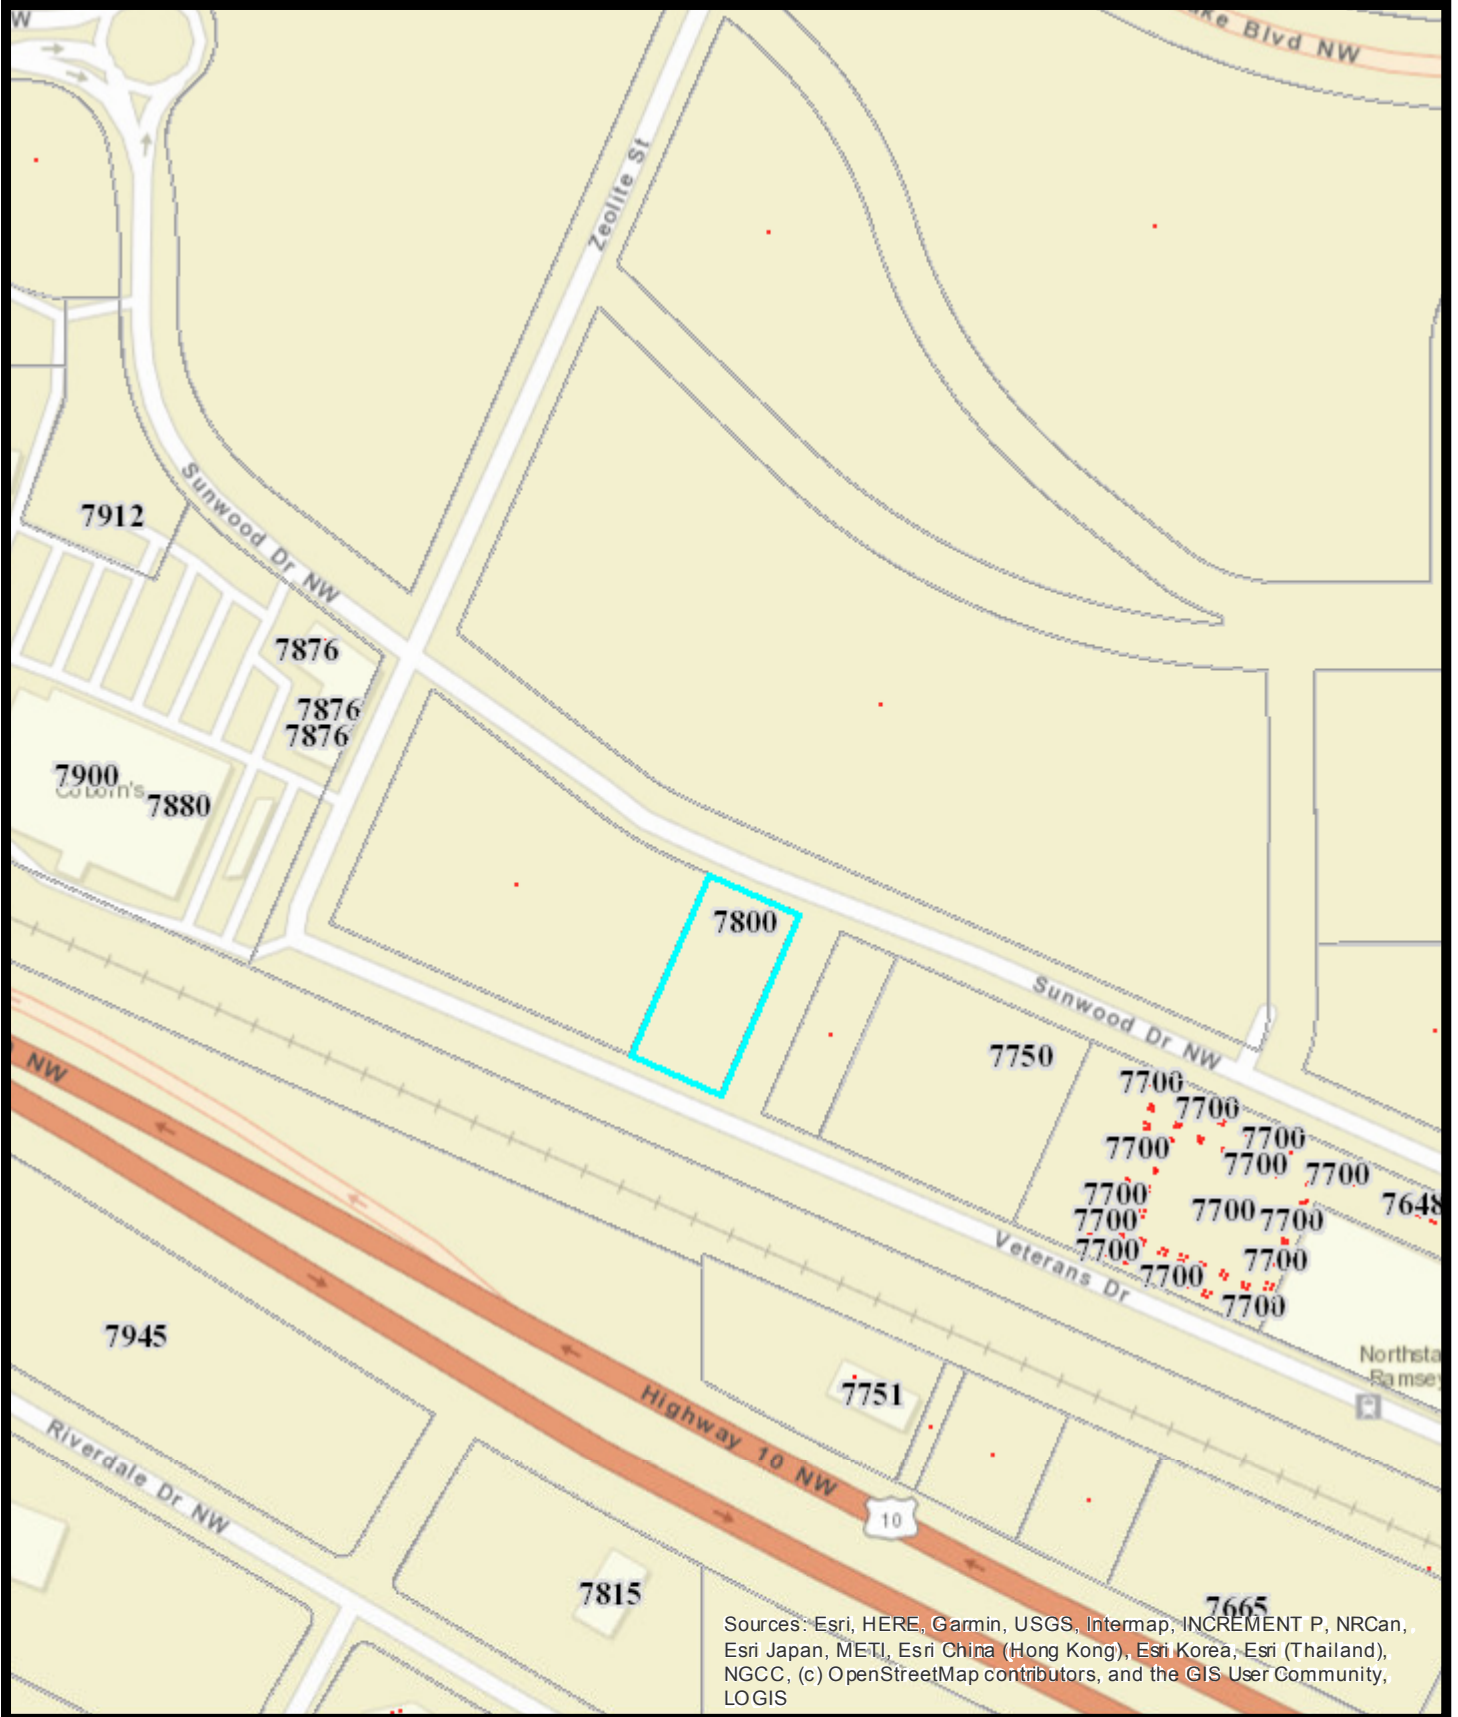 W
ke Blvd NW
Zeolite St
Sunwood Dr NW
7912
7876
7876
7876
7900
Coborn's
7880
7800
Sunwood Dr NW
NW
7750
7700
7700
7700
7700
7700
7700
7700
7648
7700
7700
7700
7700
7700
7700
7700
Veterans Dr
7945
Northsta
Ramsey
7751
Highway 10 NW
Riverdale Dr NW
10
7815
7665
Sources: Esri, HERE, Garmin, USGS, Intermap, INCREMENT P, NRCan,
Esri Japan, METI, Esri China (Hong Kong), Esri Korea, Esri (Thailand),
NGCC, (c) OpenStreetMap contributors, and the GIS User Community,
LOGIS